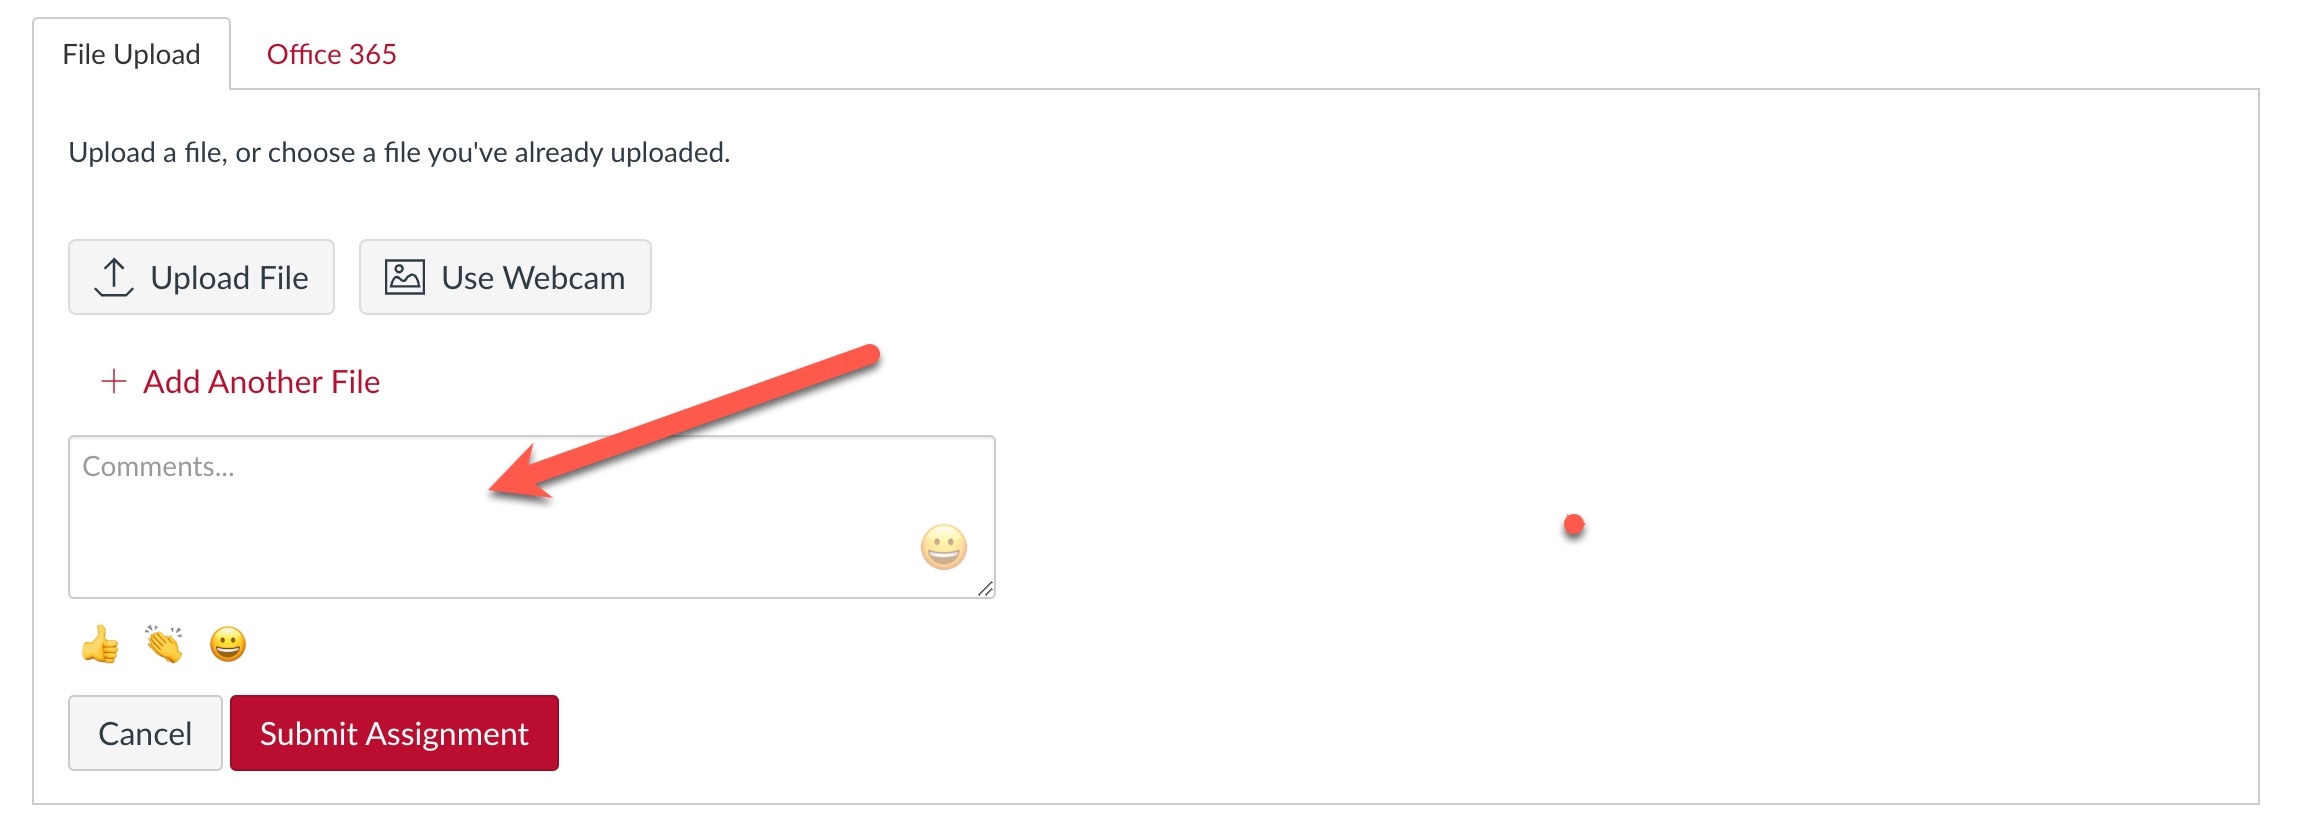 File Upload
Office 365
Upload a file, or choose a file you've already uploaded.
Upload File
Use Webcam
+ Add Another File
Comments...
Cancel
Submit Assignment